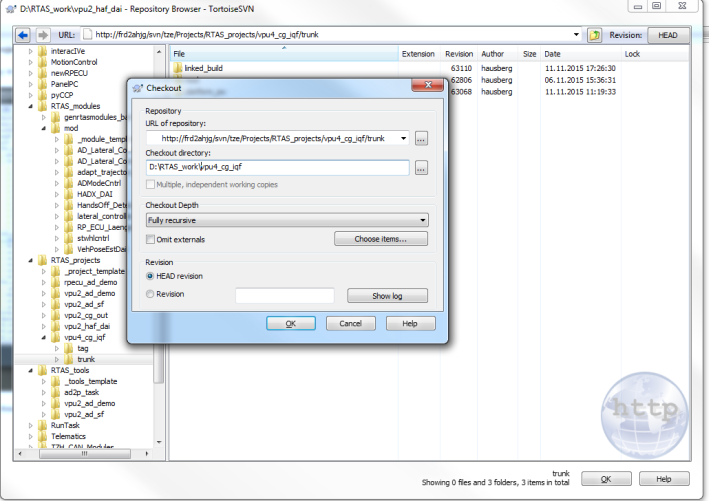 D:\RTAS_work\vpu2_haf_dai - Repository Browser - TortoiseSVN
URL: http://frd2ahjg/svn/tze/Projects/RTAS_projects/vpu4_cg_iqf/trunk Revision: HEAD
interacIVe
MotionControl
newRPECU
PanelPC
pyCCP
RTAS_modules
genrtasmodules_ba
mod
_module_templ
AD_Lateral_Co
AD_Lateral_Co
adapt_trajector
ADModeCntrl
HADX_DAI
HandsOff_Dete
lateral_controlle
RP_ECU_Laeng
stwhlcntrl
VehPoseEstDai
RTAS_projects
_project_template
rpecu_ad_demo
vpu2_ad_demo
vpu2_ad_sf
vpu2_cg_out
vpu2_haf_dai
vpu4_cg_iqf
tag
trunk
RTAS_tools
_tools_template
ad2p_task
vpu2_ad_demo
vpu2_ad_sf
RunTask
Telematics
TZH_CAN_Modules
File Extension Revision Author Size Date Lock
linked_build 63110 hausberg 11.11.2015 17:26:30
62806 hausberg 06.11.2015 15:36:31
63068 hausberg 11.11.2015 11:19:33
Checkout
Repository
URL of repository:
http://frd2ahjg/svn/tze/Projects/RTAS_projects/vpu4_cg_iqf/trunk
...
Checkout directory:
D:\RTAS_work\vpu4_cg_iqf
...
Multiple, independent working copies
Checkout Depth
Fully recursive
Omit externals
Choose items...
Revision
HEAD revision
Revision
Show log
OK Cancel Help
http
trunk
Showing 0 files and 3 folders, 3 items in total
OK Help